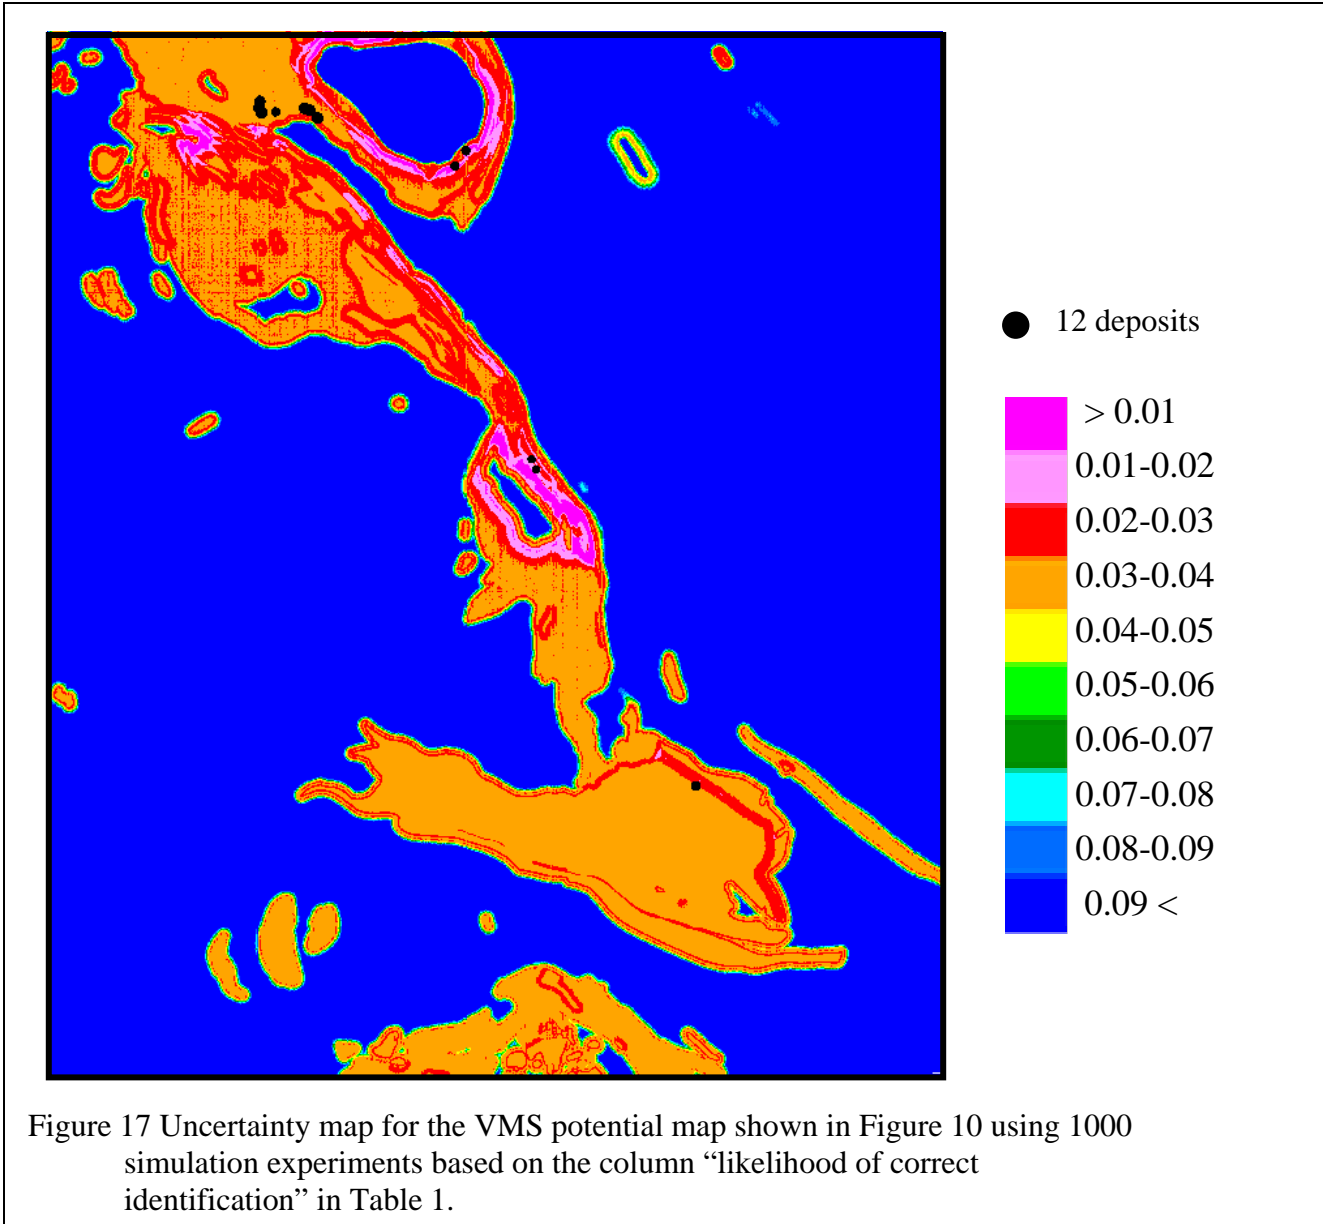 12 deposits
> 0.01
0.01-0.02
0.02-0.03
0.03-0.04
0.04-0.05
0.05-0.06
0.06-0.07
0.07-0.08
0.08-0.09
0.09 <
Figure 17 Uncertainty map for the VMS potential map shown in Figure 10 using 1000
simulation experiments based on the column “likelihood of correct
identification” in Table 1.